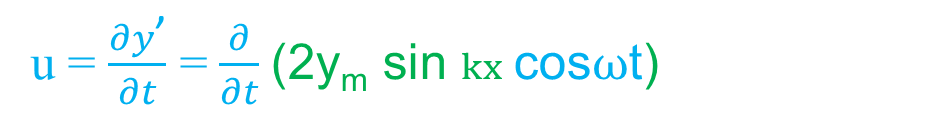 u = ∂y′/∂t = ∂/∂t (2yₘ sin kx cosωt)